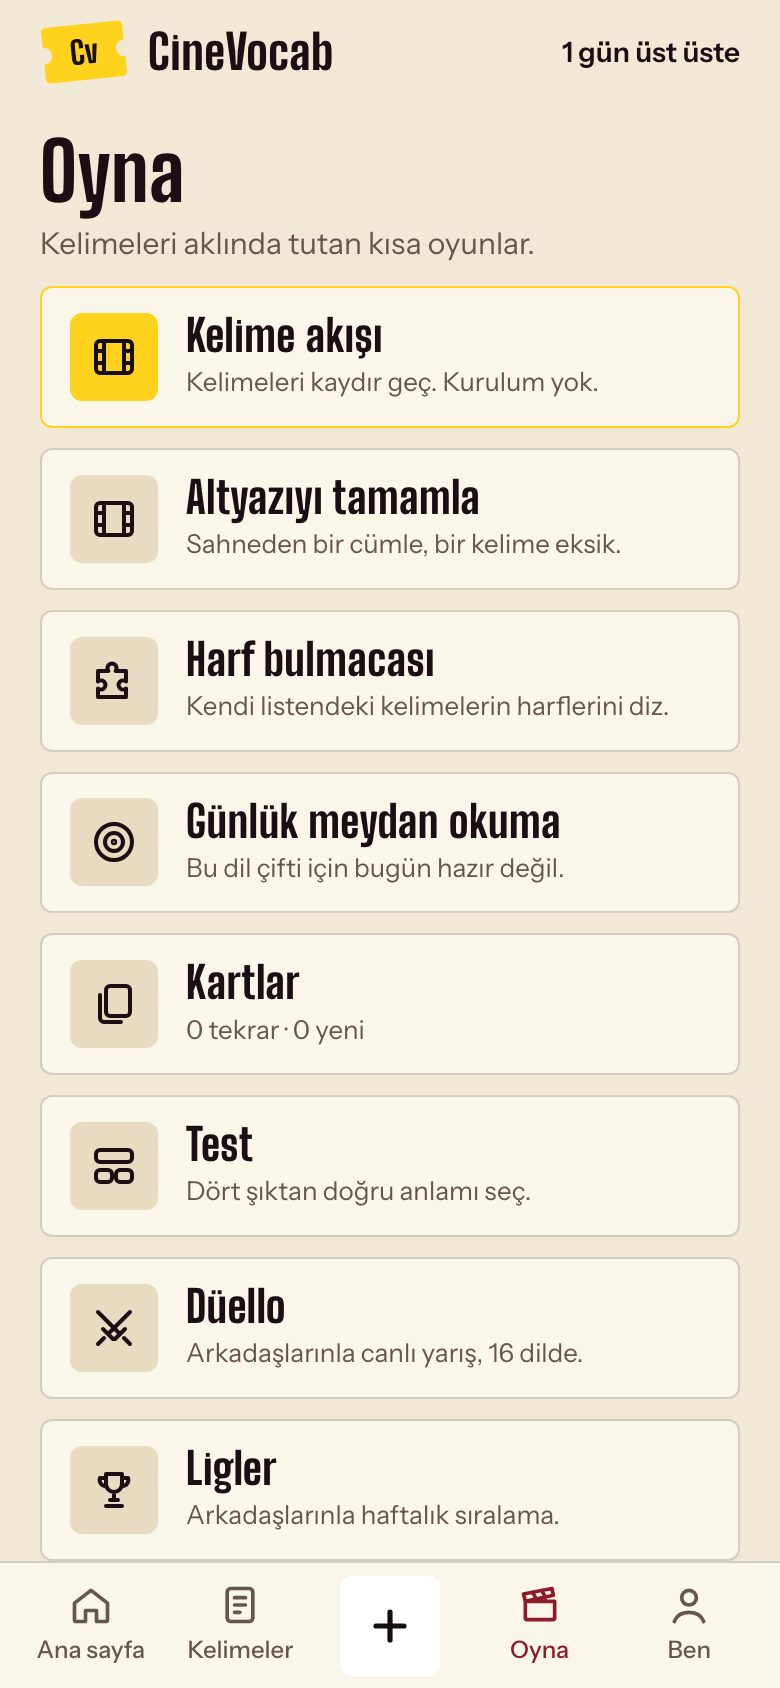 Cv CineVocab
1 gün üst üste
Oyna
Kelimeleri aklında tutan kısa oyunlar.
Kelime akışı
Kelimeleri kaydır geç. Kurulum yok.
Altyazıyı tamamla
Sahneden bir cümle, bir kelime eksik.
Harf bulmacası
Kendi listendeki kelimelerin harflerini diz.
Günlük meydan okuma
Bu dil çifti için bugün hazır değil.
Kartlar
0 tekrar · 0 yeni
Test
Dört şıktan doğru anlamı seç.
Düello
Arkadaşlarınla canlı yarış, 16 dilde.
Ligler
Arkadaşlarınla haftalık sıralama.
Ana sayfa
Kelimeler
+
Oyna
Ben